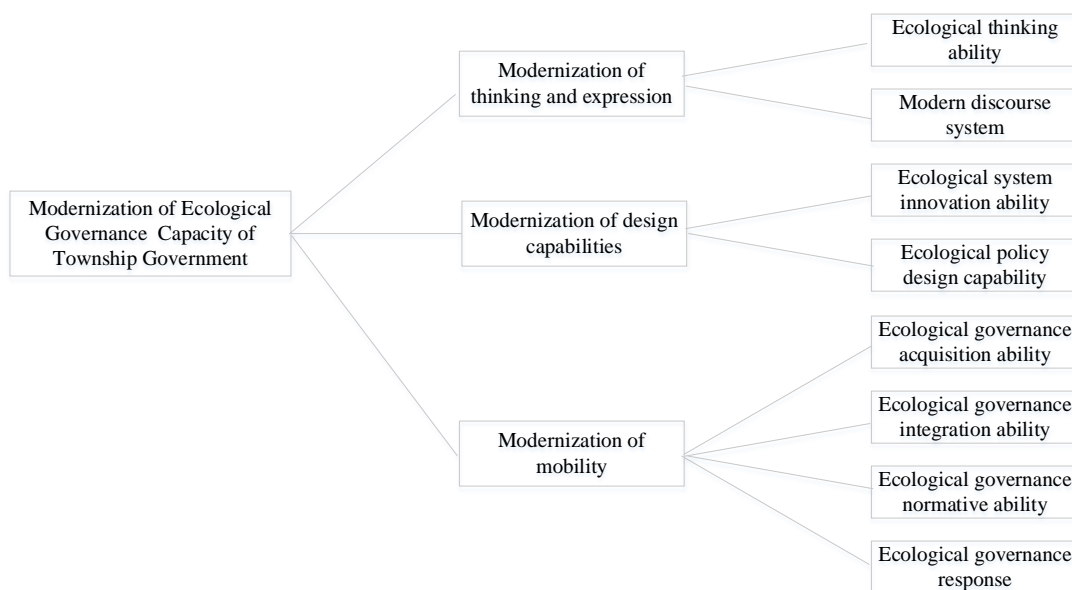 Modernization of Ecological
Governance Capacity of
Township Government
Modernization of
thinking and expression
Modernization of design
capabilities
Modernization of
mobility
Ecological thinking
ability
Modern discourse
system
Ecological system
innovation ability
Ecological policy
design capability
Ecological governance
acquisition ability
Ecological governance
integration ability
Ecological governance
normative ability
Ecological governance
response